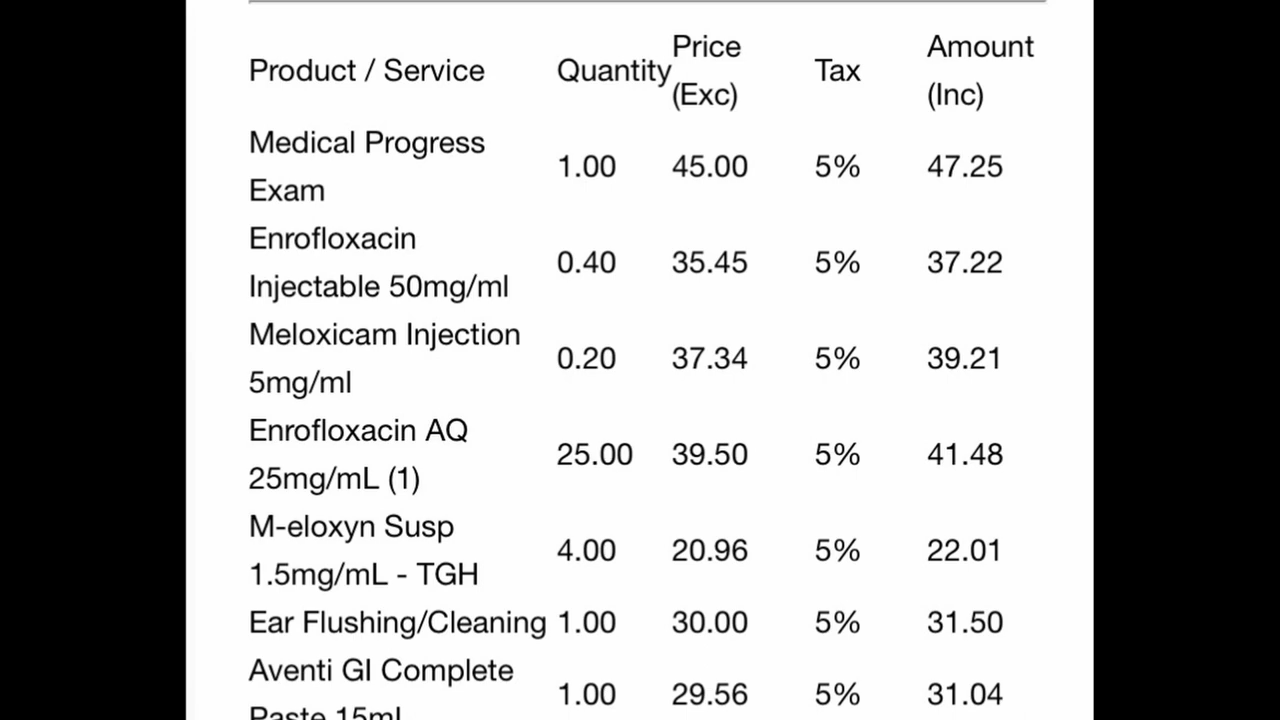 Product / Service Quantity Price (Exc) Tax Amount (Inc)
Medical Progress Exam 1.00 45.00 5% 47.25
Enrofloxacin Injectable 50mg/ml 0.40 35.45 5% 37.22
Meloxicam Injection 5mg/ml 0.20 37.34 5% 39.21
Enrofloxacin AQ 25mg/mL (1) 25.00 39.50 5% 41.48
M-eloxyn Susp 1.5mg/mL - TGH 4.00 20.96 5% 22.01
Ear Flushing/Cleaning 1.00 30.00 5% 31.50
Aventi GI Complete Paste 15ml 1.00 29.56 5% 31.04